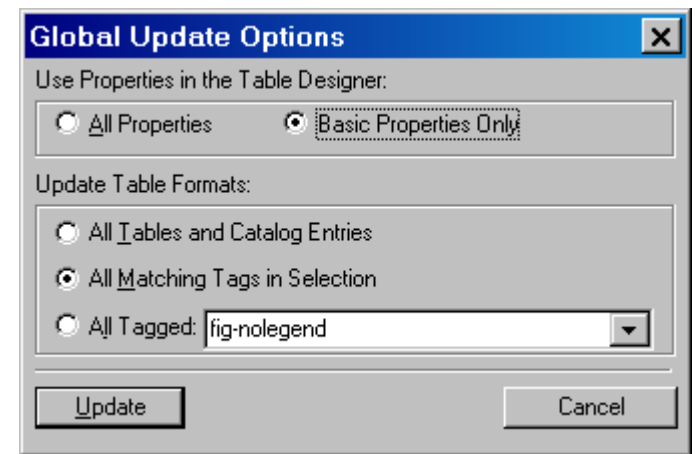 Global Update Options
Use Properties in the Table Designer:
All Properties Basic Properties Only
Update Table Formats:
All Tables and Catalog Entries
All Matching Tags in Selection
All Tagged: fig-nolegend
Update Cancel